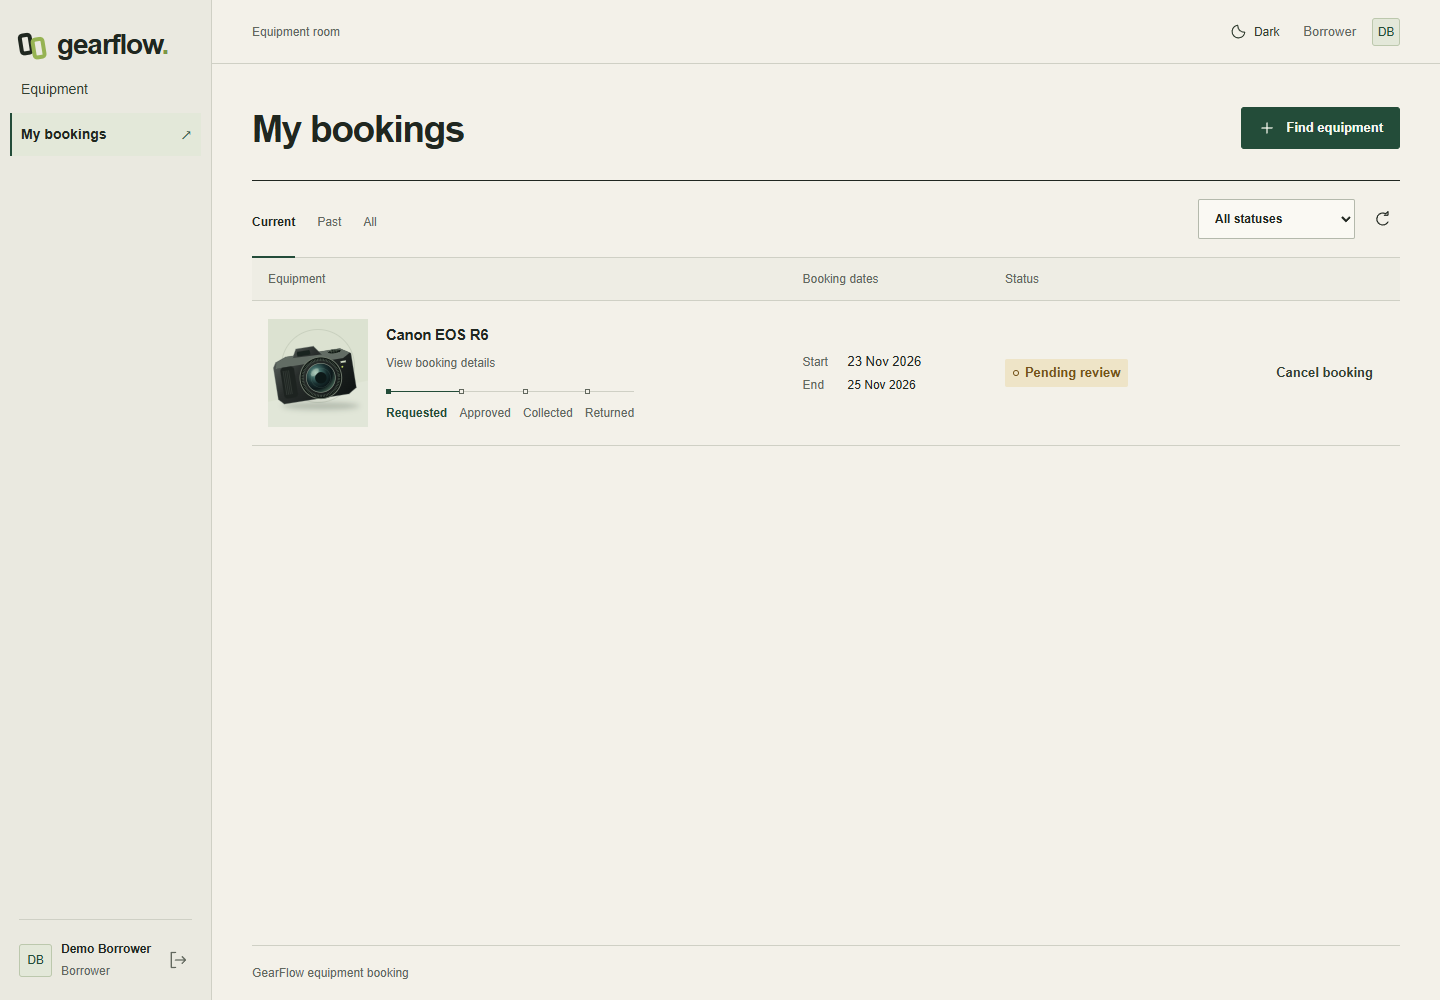 gearflow.
Equipment
My bookings
Equipment room
Dark
Borrower
DB
My bookings
Find equipment
Current
Past
All
All statuses
Equipment
Booking dates
Status
Canon EOS R6
View booking details
Requested
Approved
Collected
Returned
Start 23 Nov 2026
End 25 Nov 2026
Pending review
Cancel booking
DB
Demo Borrower
Borrower
GearFlow equipment booking